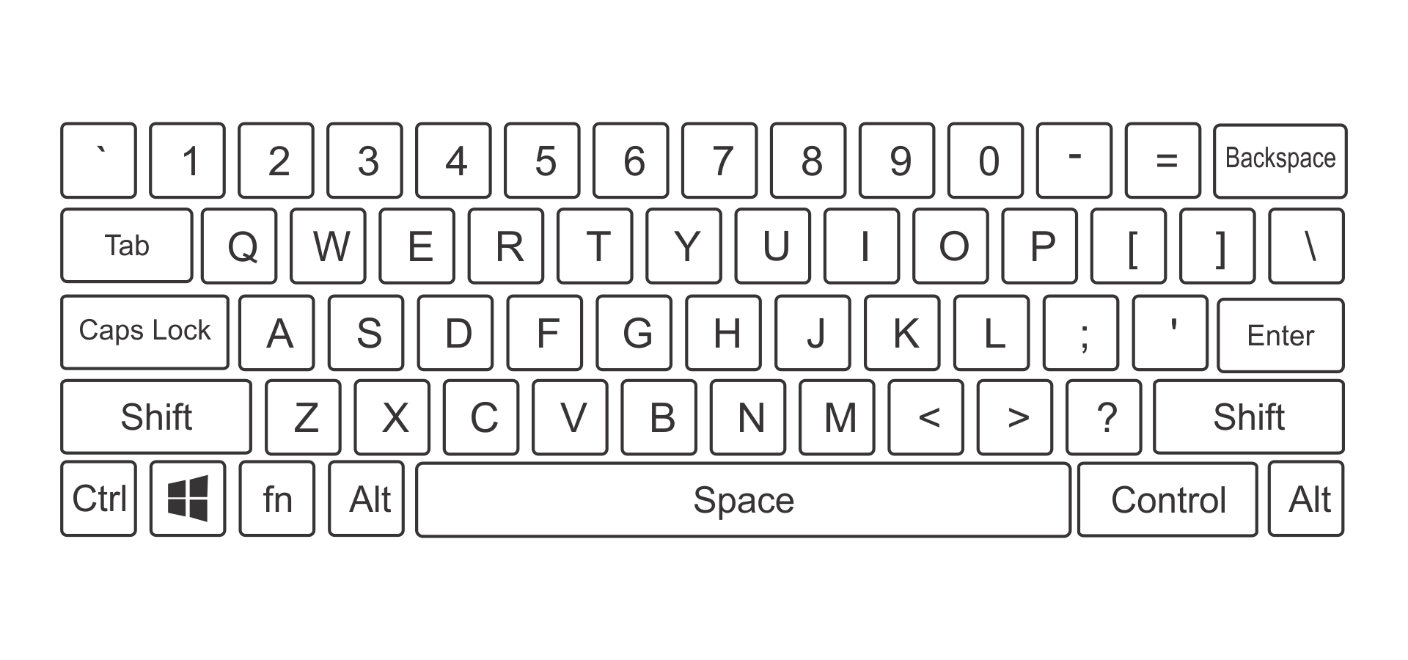 ` 1 2 3 4 5 6 7 8 9 0 - = Backspace
Tab Q W E R T Y U I O P [ ] \
Caps Lock A S D F G H J K L ; ' Enter
Shift Z X C V B N M < > ? Shift
Ctrl fn Alt Space Control Alt